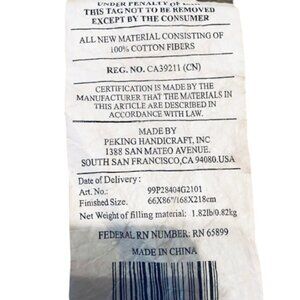 UNDER PENALTY OF
THIS TAG NOT TO BE REMOVED
EXCEPT BY THE CONSUMER
ALL NEW MATERIAL CONSISTING OF
100% COTTON FIBERS
REG. NO. CA39211 (CN)
CERTIFICATION IS MADE BY THE
MANUFACTURER THAT THE MATERIALS IN
THIS ARTICLE ARE DESCRIBED IN
ACCORDANCE WITH LAW.
MADE BY
PEKING HANDICRAFT, INC
1388 SAN MATEO AVENUE.
SOUTH SAN FRANCISCO,CA 94080.USA
Date of Delivery:
Art. No.: 99P28404G2101
Finished Size. 66X86"/168X218cm
Net Weight of filling material: 1.82lb/0.82kg
FEDERAL RN NUMBER: RN 65899
MADE IN CHINA